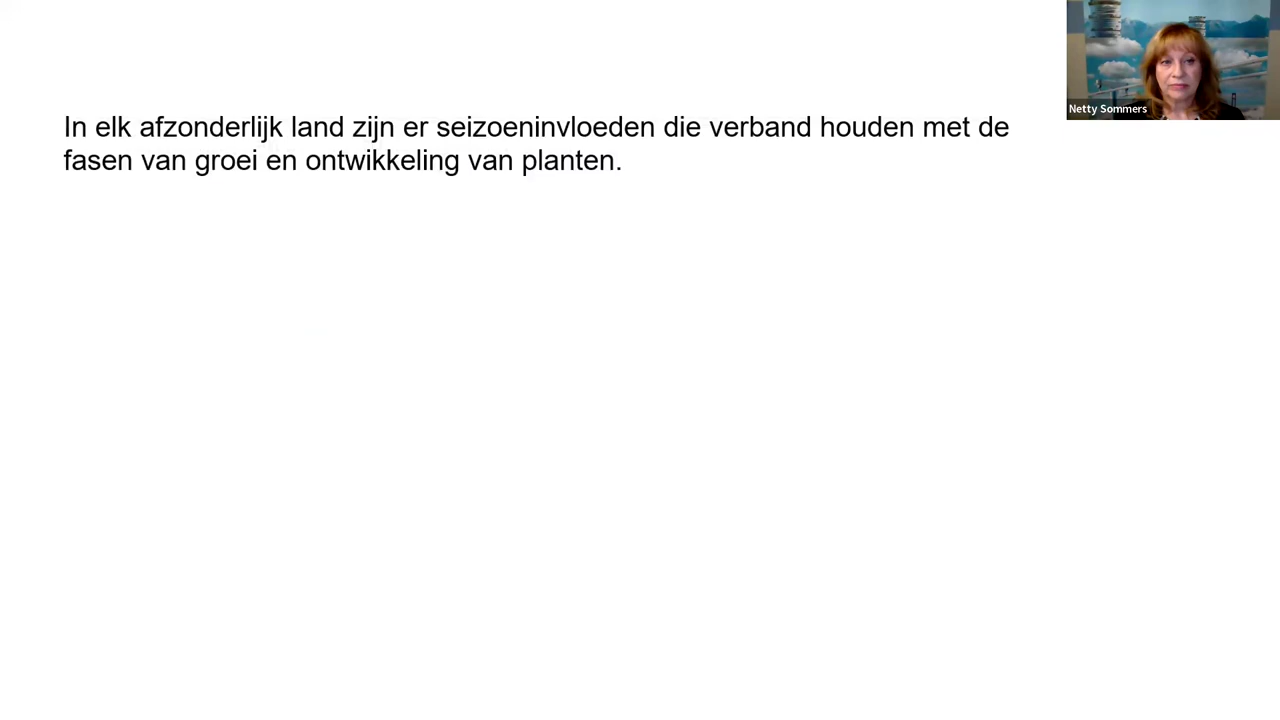 In elk afzonderlijk land zijn er seizoeninvloeden die verband houden met de
fasen van groei en ontwikkeling van planten.
Netty Sommers